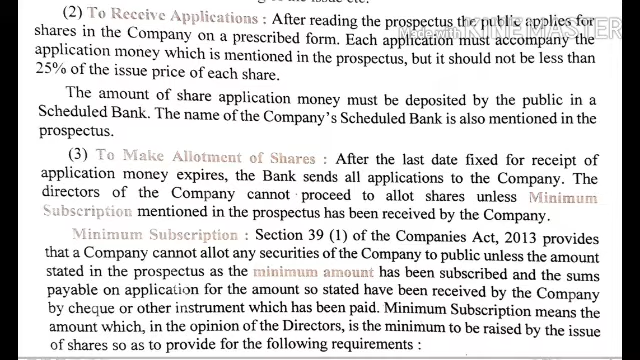 (2) To Receive Applications : After reading the prospectus the public applies for
shares in the Company on a prescribed form. Each application must accompany the
application money which is mentioned in the prospectus, but it should not be less than
25% of the issue price of each share.
The amount of share application money must be deposited by the public in a
Scheduled Bank. The name of the Company's Scheduled Bank is also mentioned in the
prospectus.
(3) To Make Allotment of Shares : After the last date fixed for receipt of
application money expires, the Bank sends all applications to the Company. The
directors of the Company cannot proceed to allot shares unless Minimum
Subscription mentioned in the prospectus has been received by the Company.
Minimum Subscription : Section 39 (1) of the Companies Act, 2013 provides
that a Company cannot allot any securities of the Company to public unless the amount
stated in the prospectus as the minimum amount has been subscribed and the sums
payable on application for the amount so stated have been received by the Company
by cheque or other instrument which has been paid. Minimum Subscription means the
amount which, in the opinion of the Directors, is the minimum to be raised by the issue
of shares so as to provide for the following requirements :
Made with KINEMASTER